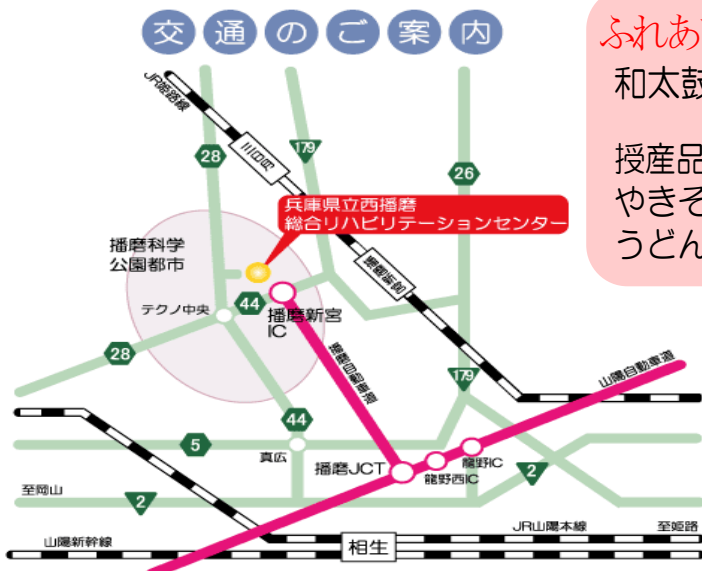 交通のご案内
ふれあ
和太鼓
授産品
やきそ
うどん
JR姫路線
三日月
28
179
26
兵庫県立西播磨
総合リハビリテーションセンター
播磨科学
公園都市
播磨新宮
テクノ中央
44
播磨新宮
IC
28
播磨自動車道
179
山陽自動車道
44
5
真広
播磨JCT
龍野西IC
龍野IC
2
至岡山
2
山陽新幹線
相生
JR山陽本線
至姫路